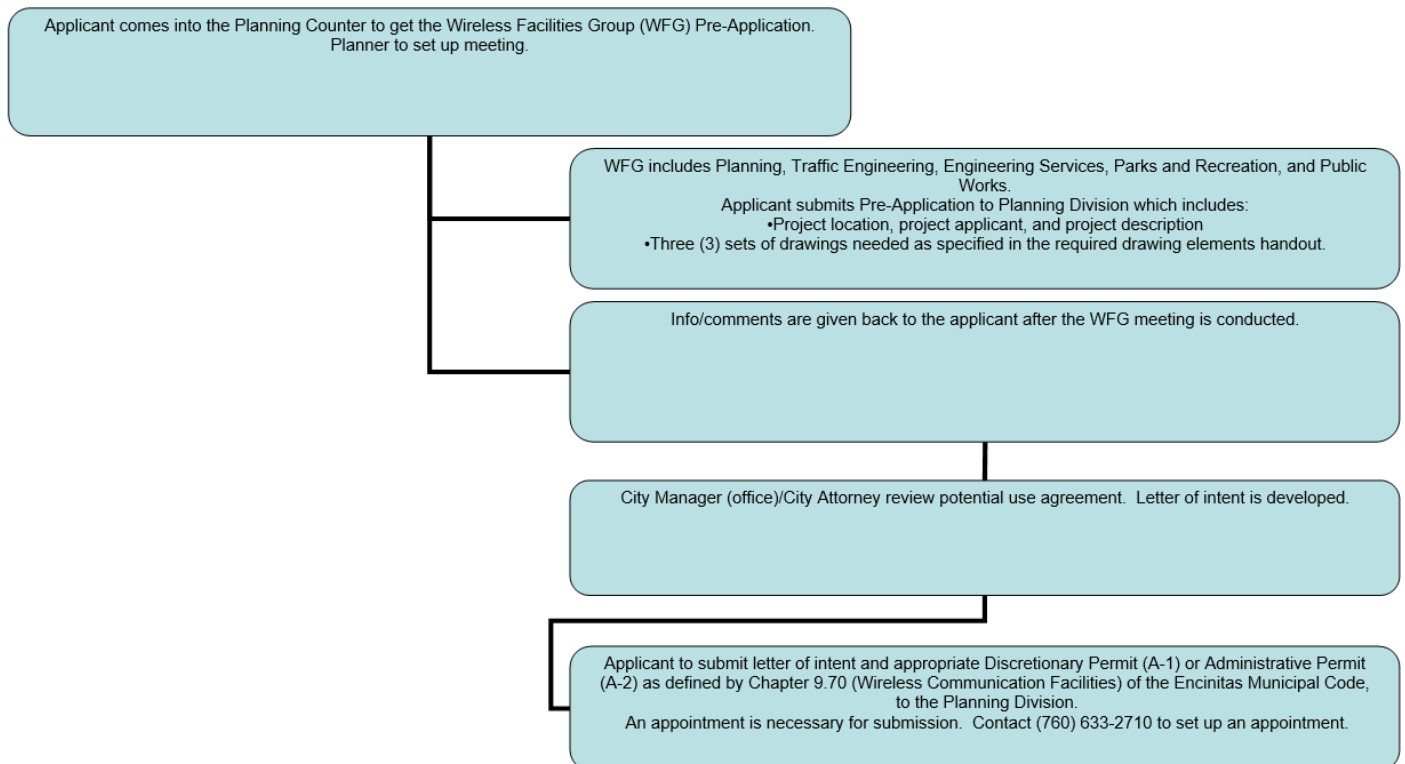 Applicant comes into the Planning Counter to get the Wireless Facilities Group (WFG) Pre-Application.
Planner to set up meeting.
WFG includes Planning, Traffic Engineering, Engineering Services, Parks and Recreation, and Public
Works.
Applicant submits Pre-Application to Planning Division which includes:
•Project location, project applicant, and project description
•Three (3) sets of drawings needed as specified in the required drawing elements handout.
Info/comments are given back to the applicant after the WFG meeting is conducted.
City Manager (office)/City Attorney review potential use agreement.  Letter of intent is developed.
Applicant to submit letter of intent and appropriate Discretionary Permit (A-1) or Administrative Permit
(A-2) as defined by Chapter 9.70 (Wireless Communication Facilities) of the Encinitas Municipal Code,
to the Planning Division.
An appointment is necessary for submission.  Contact (760) 633-2710 to set up an appointment.